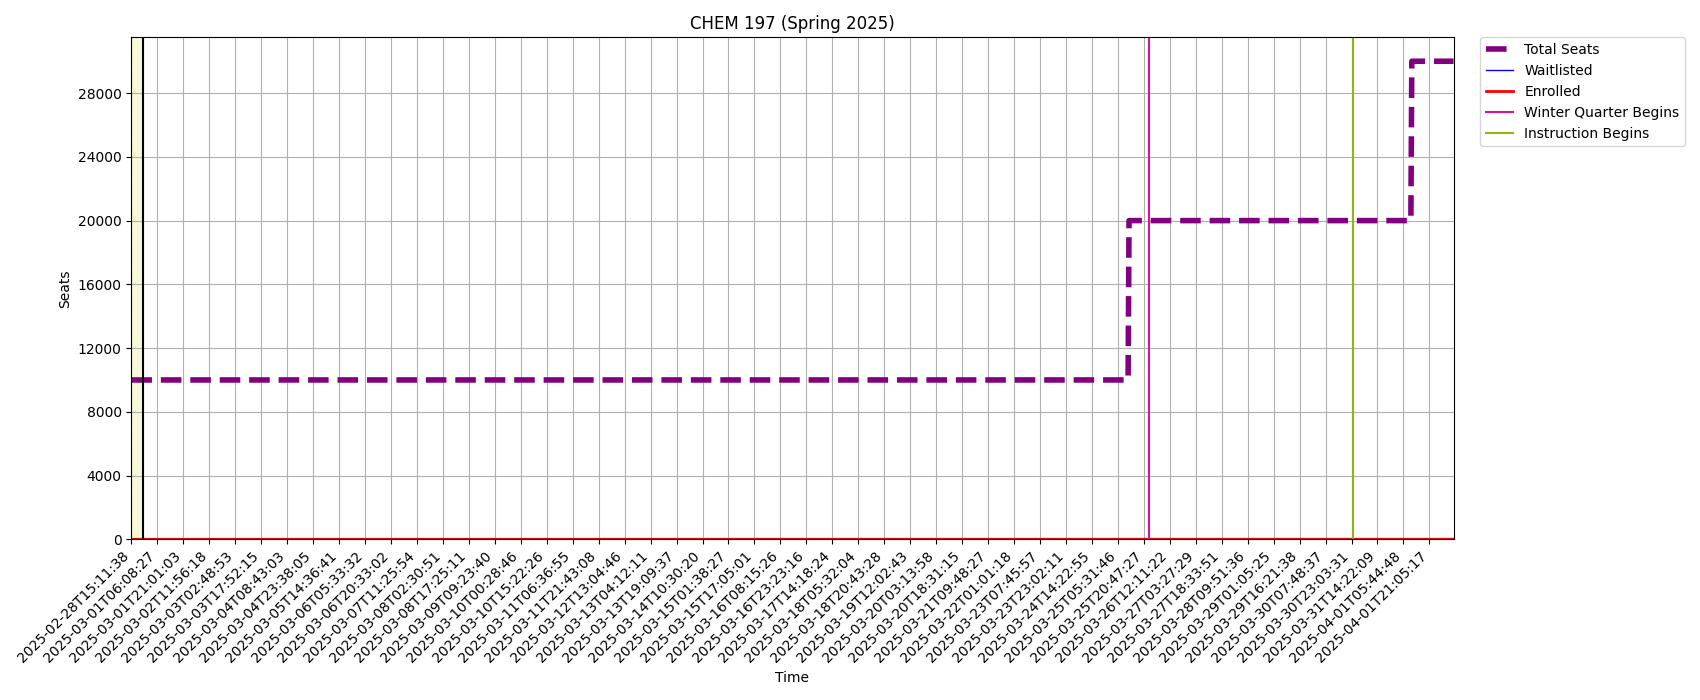 CHEM 197 (Spring 2025)
Total Seats
Waitlisted
Enrolled
Winter Quarter Begins
Instruction Begins
28000
24000
20000
16000
12000
8000
4000
0
Seats
2025-02-28T15:11:38
2025-03-01T06:08:27
2025-03-01T21:01:03
2025-03-02T11:56:18
2025-03-03T02:48:53
2025-03-03T17:52:15
2025-03-04T08:43:03
2025-03-04T23:38:05
2025-03-05T14:36:41
2025-03-06T05:33:32
2025-03-06T20:33:02
2025-03-07T11:25:54
2025-03-08T02:30:51
2025-03-08T17:25:11
2025-03-09T09:23:40
2025-03-10T00:28:46
2025-03-10T15:22:26
2025-03-11T06:36:55
2025-03-11T21:43:08
2025-03-12T13:04:46
2025-03-13T04:12:11
2025-03-13T19:09:37
2025-03-14T10:30:20
2025-03-15T01:38:27
2025-03-15T17:05:01
2025-03-16T08:15:26
2025-03-16T23:23:16
2025-03-17T14:18:24
2025-03-18T05:32:04
2025-03-18T20:43:28
2025-03-19T12:02:43
2025-03-20T03:13:58
2025-03-20T18:31:15
2025-03-21T09:48:27
2025-03-22T01:01:18
2025-03-23T07:45:57
2025-03-23T23:02:11
2025-03-24T14:22:55
2025-03-25T05:31:46
2025-03-25T20:47:27
2025-03-26T12:11:22
2025-03-27T03:27:29
2025-03-27T18:33:51
2025-03-28T09:51:36
2025-03-29T01:05:25
2025-03-29T16:21:38
2025-03-30T07:48:37
2025-03-30T23:03:31
2025-03-31T14:22:09
2025-04-01T05:44:48
2025-04-01T21:05:17
Time